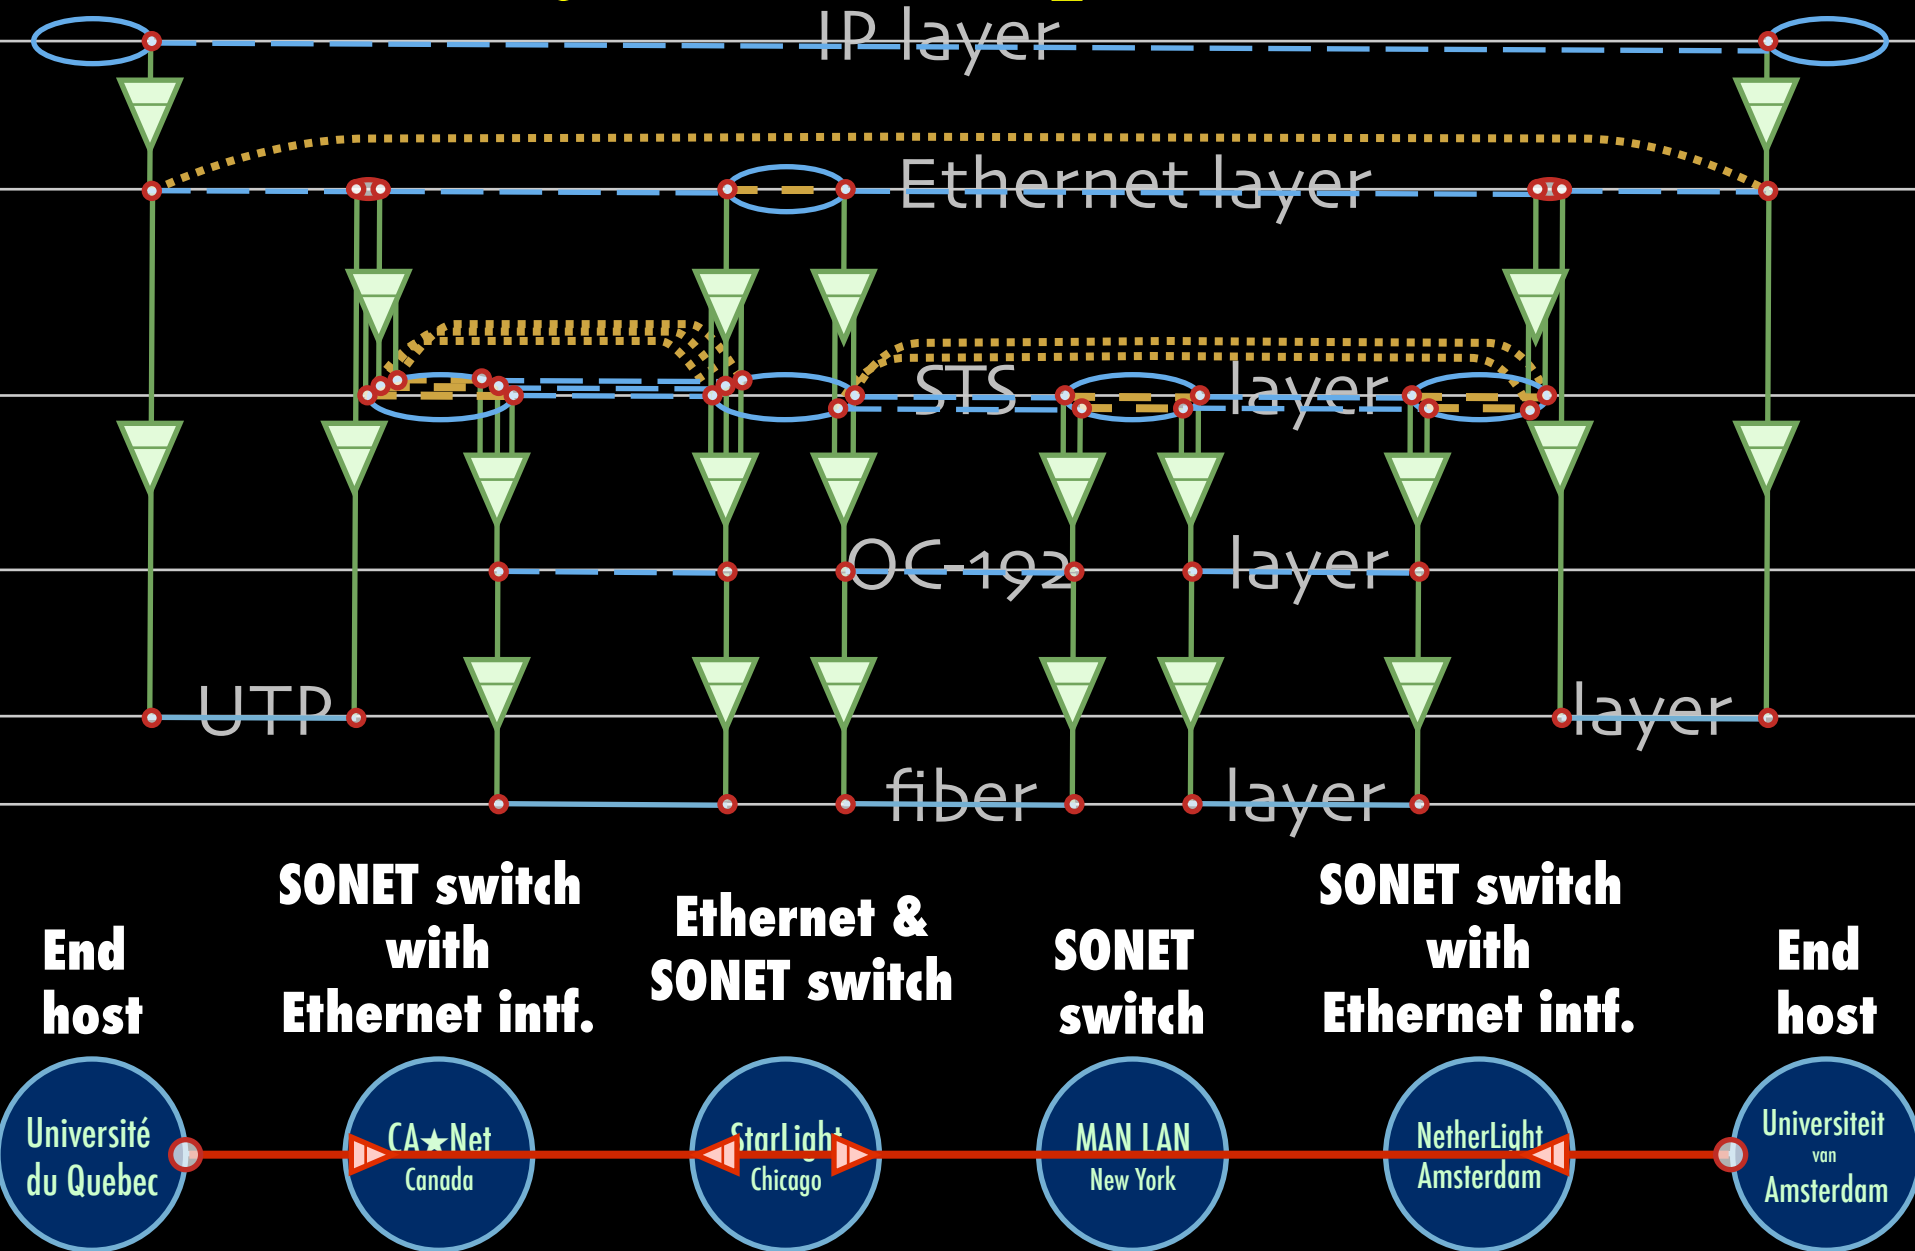 IP layer
Ethernet layer
STS layer
OC-192 layer
UTP layer
fiber layer
End
host
SONET switch
with
Ethernet intf.
Ethernet &
SONET switch
SONET
switch
SONET switch
with
Ethernet intf.
End
host
Université
du Quebec
CA★Net
Canada
StarLight
Chicago
MAN LAN
New York
NetherLight
Amsterdam
Universiteit
van
Amsterdam